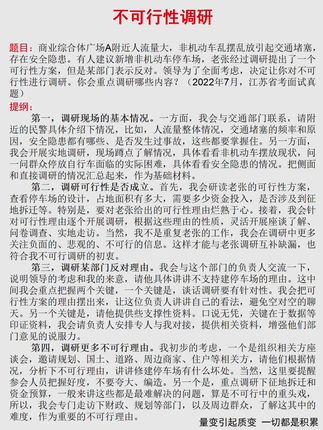 不可行性调研
题目：商业综合体广场A附近人流量大，非机动车乱摆乱放引起交通堵塞，
存在安全隐患。有人建议新增非机动车停车场，老张经过调研提出了一个
可行性方案，但是某部门表示反对。领导为了全面考虑，决定让你对不可
行性进行调研。你会重点调研哪些内容？（2022年7月，江苏省考面试真
题）
提纲：
第一，调研现场的基本情况。一方面，我会与交通部门联系，请附
近的民警具体介绍下情况，比如，人流量整体情况，交通堵塞的频率和原
因，安全隐患都有哪些、是否发生过事故，这些都要掌握住。另一方面，
我会开展实地调研，现场蹲点了解情况，具体看看非机动车摆放现状，问
一问群众停放自行车面临的实际困难，具体看看安全隐患的情况。把侧面
和直接调研的情况汇总起来，作为基础材料。
第二，调研可行性是否成立。首先，我会研读老张的可行性方案，
查看停车场的设计，占地面积有多大，需要多少资金投入，是否涉及到征
地拆迁等。特别是，要对老张给出的可行性理由烂熟于心。接着，我会针
对可行性理由逐个开展调研，根据这些理由的性质，灵活开展座谈了解、
问卷调查、实地走访。当然，我不是重复老张的工作，我在调研中更多
关注负面的、悲观的、不可行的信息。这样才能与老张调研互补缺漏，也
符合我不可行调研的初衷。
第三，调研某部门反对理由。我会与这个部门的负责人交流一下，
说明领导的考虑和我的来意，请他具体讲讲不支持建停车场的理由。这中
间我会重点把握两个关键，一个关键是，谈话调研要有针对性。我会把可
行性方案的理由摆出来，让这位负责人讲讲自己的看法，避免空对空的聊
天。另一个关键是，请他提供些支撑性资料。口说无凭，关键在于数据等
印证资料，我会请负责人安排专人与我对接，提供相关资料，增强他们部
门意见的说服力。
第四，调研更多不可行理由。我初步的考虑，一个是组织相关方座
谈会，邀请规划、国土、道路、周边商家、住户等相关方，请他们根据情
况，分析下不可行理由，讲讲修建停车场有什么坏处。当然，这里要提醒
参会人员把握好度，不要夸大、编造。另一个是，重点调研下征地拆迁和
资金预算，一般来讲这些都是最难解决的问题，算是不可行中的重头戏，
所以，我会专门走访下财政、规划等部门，以及周边群众，了解这其中的
难度，作为重要不可行理由。
量变引起质变 一切都是积累